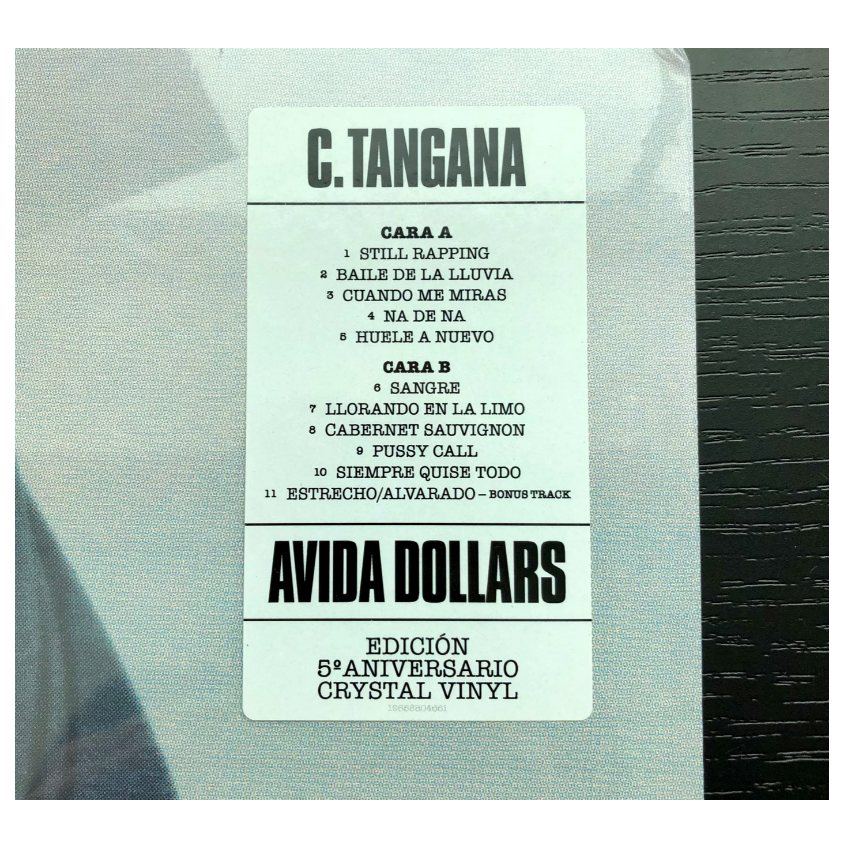 C. TANGANA
CARA A
1 STILL RAPPING
2 BAILE DE LA LLUVIA
3 CUANDO ME MIRAS
4 NA DE NA
5 HUELE A NUEVO
CARA B
6 SANGRE
7 LLORANDO EN LA LIMO
8 CABERNET SAUVIGNON
9 PUSSY CALL
10 SIEMPRE QUISE TODO
11 ESTRECHO/ALVARADO – BONUS TRACK
AVIDA DOLLARS
EDICIÓN
5º ANIVERSARIO
CRYSTAL VINYL